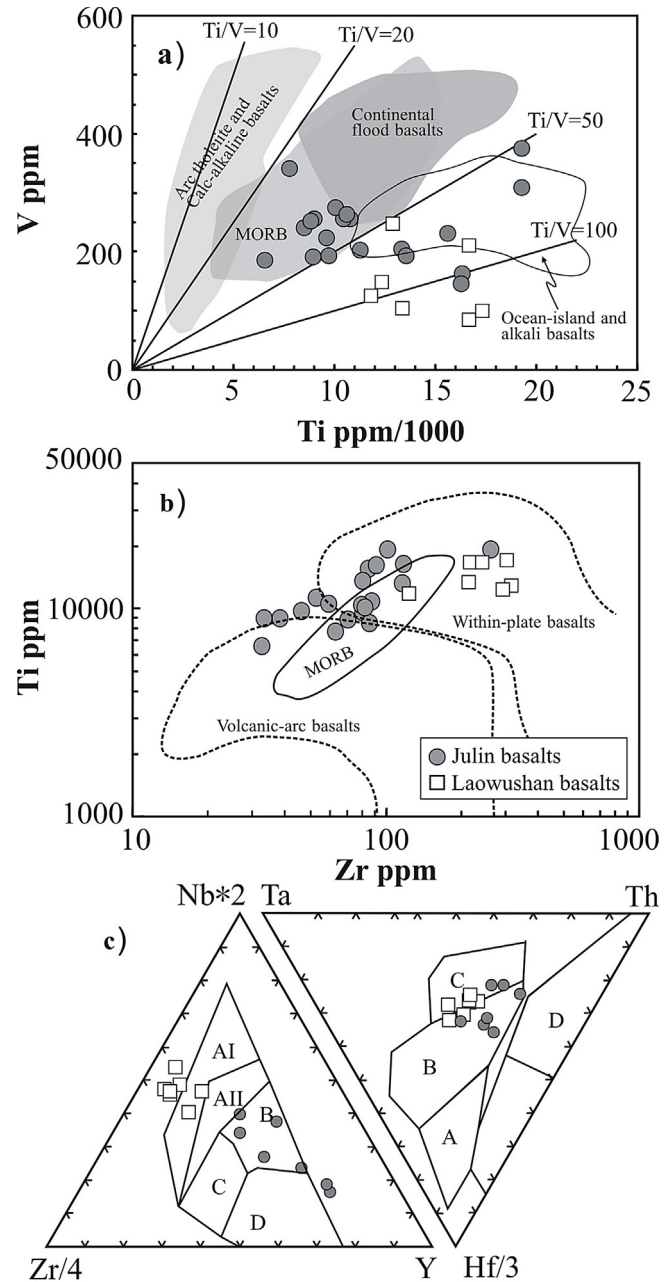 600
Ti/V=10
Ti/V=20
a)
Arc tholeiite and
Calc-alkaline basalts
Continental
flood basalts
400
Ti/V=50
V ppm
MORB
Ti/V=100
200
Ocean-island and
alkali basalts
0
0
5
10
15
20
25
Ti ppm/1000
50000
b)
10000
Within-plate basalts
Ti ppm
MORB
Volcanic-arc basalts
Julin basalts
Laowushan basalts
1000
10
100
1000
Zr ppm
Nb*2
Ta
Th
c)
C
AI
D
AII
B
B
A
C
D
Zr/4
Y
Hf/3